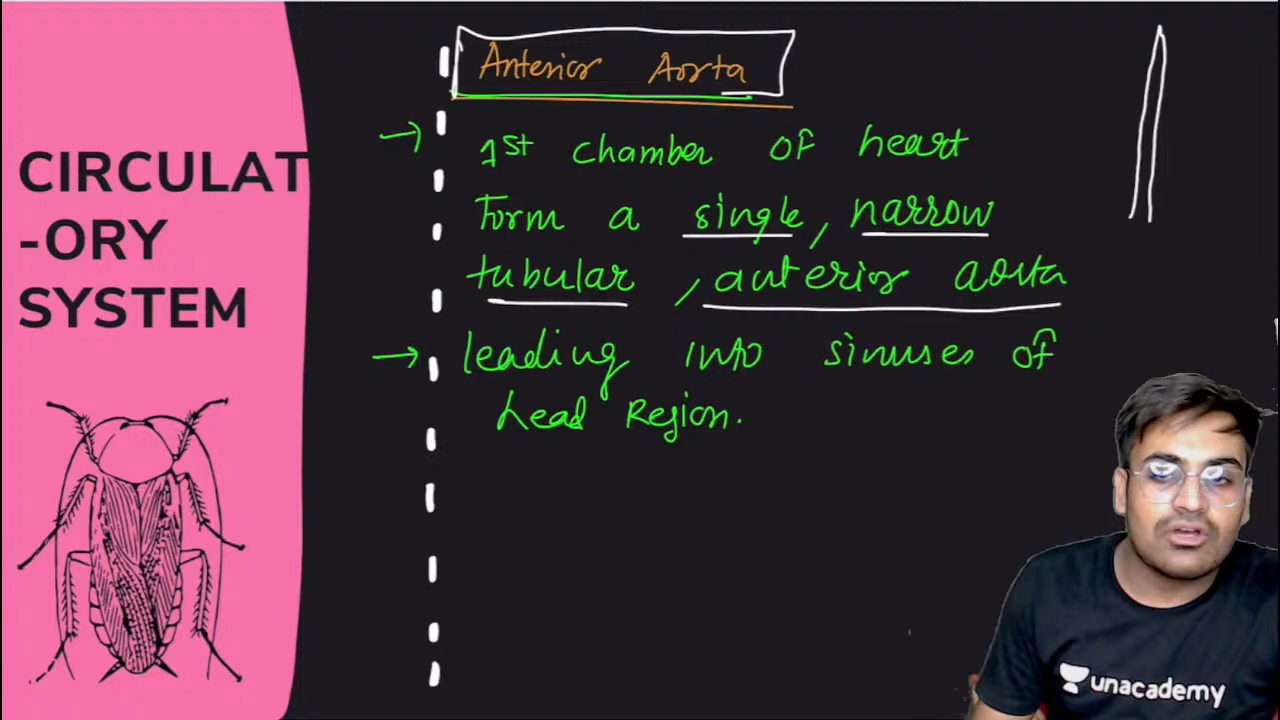 CIRCULAT
-ORY
SYSTEM
Anterior Aorta
→ 1st chamber of heart
Form a single, narrow
tubular, anterior aorta
→ leading into sinuses of
head Region.
unacademy